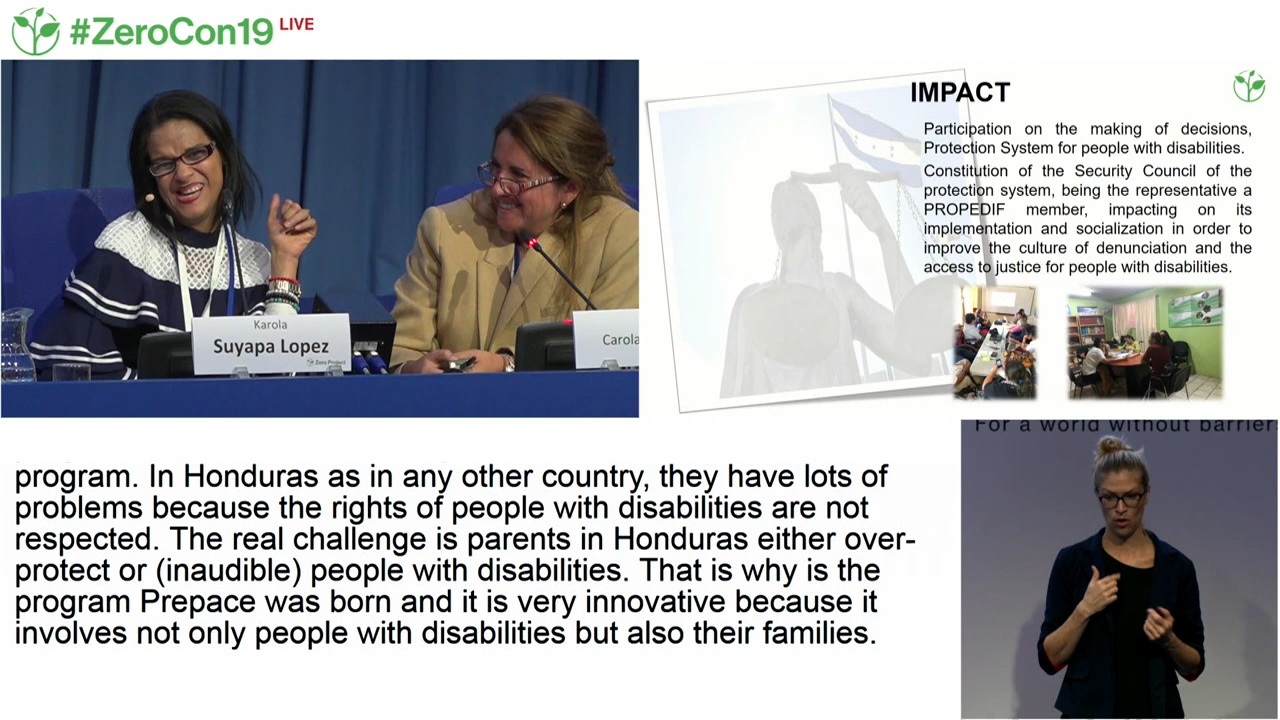 #ZeroCon19 LIVE
Karola
Suyapa Lopez
Zero Project
Carola
IMPACT
Participation on the making of decisions,
Protection System for people with disabilities.
Constitution of the Security Council of the
protection system, being the representative a
PROPEDIF member, impacting on its
implementation and socialization in order to
improve the culture of denunciation and the
access to justice for people with disabilities.
program. In Honduras as in any other country, they have lots of
problems because the rights of people with disabilities are not
respected. The real challenge is parents in Honduras either over-
protect or (inaudible) people with disabilities. That is why is the
program Prepace was born and it is very innovative because it
involves not only people with disabilities but also their families.
For a world without barrier